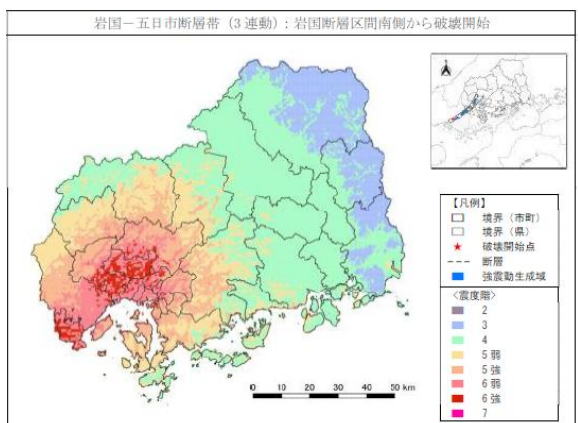 岩国－五日市断層帯（3 連動）：岩国断層区間南側から破壊開始
【凡例】
境界（市町）
境界（県）
破壊開始点
断層
強震動生成域
<震度階>
2
3
4
5 弱
5 強
6 弱
6 強
7
0 10 20 30 40 50 km